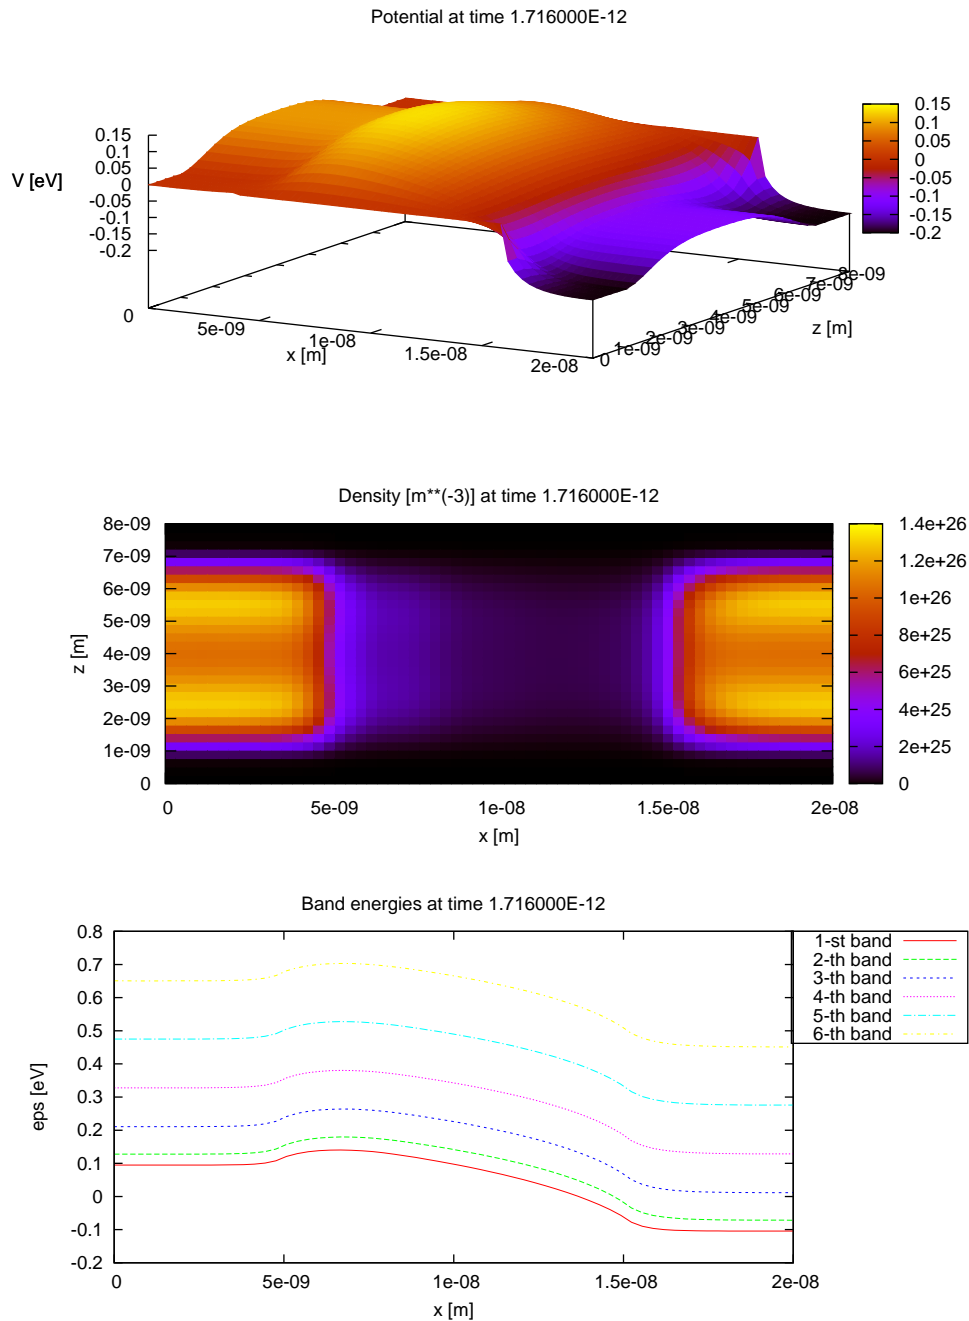 Potential at time 1.716000E-12
V [eV]
0.15
0.1
0.05
0
-0.05
-0.1
-0.15
-0.2
0
5e-09
1e-08
1.5e-08
2e-08
x [m]
0
1e-09
2e-09
3e-09
4e-09
5e-09
6e-09
7e-09
8e-09
z [m]
0.15
0.1
0.05
0
-0.05
-0.1
-0.15
-0.2
Density [m**(-3)] at time 1.716000E-12
z [m]
8e-09
7e-09
6e-09
5e-09
4e-09
3e-09
2e-09
1e-09
0
0
5e-09
1e-08
1.5e-08
2e-08
x [m]
1.4e+26
1.2e+26
1e+26
8e+25
6e+25
4e+25
2e+25
0
Band energies at time 1.716000E-12
eps [eV]
0.8
0.7
0.6
0.5
0.4
0.3
0.2
0.1
0
-0.1
-0.2
0
5e-09
1e-08
1.5e-08
2e-08
x [m]
1-st band
2-th band
3-th band
4-th band
5-th band
6-th band